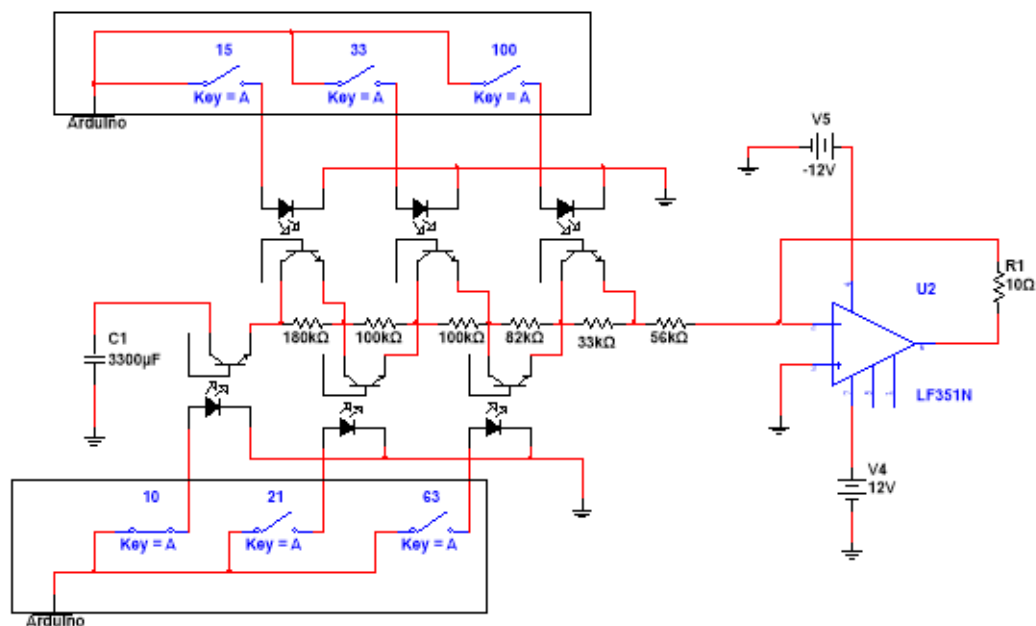 15 33 100
Key = A Key = A Key = A
Arduino
V5
-12V
R1
10Ω
U2
C1
3300µF
180kΩ 100kΩ 100kΩ 82kΩ 33kΩ 56kΩ
LF351N
V4
12V
10 21 63
Key = A Key = A Key = A
Arduino